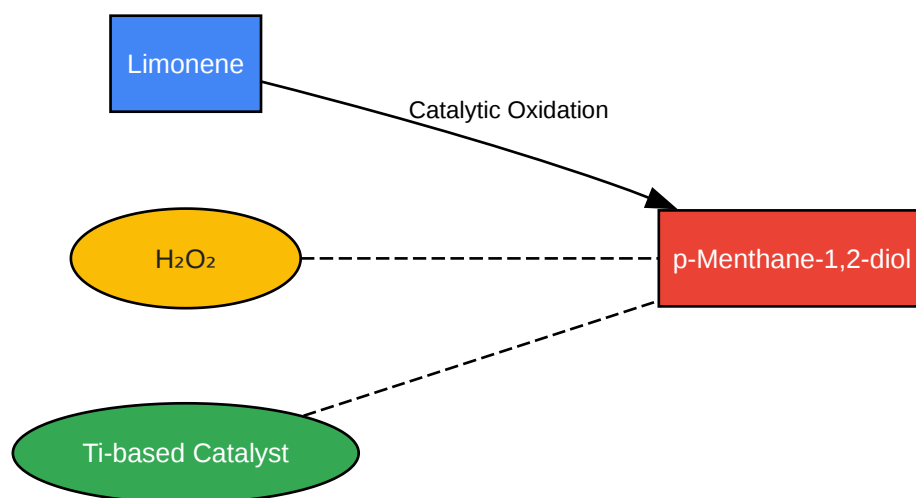 Limonene
Catalytic Oxidation
H₂O₂
p-Menthane-1,2-diol
Ti-based Catalyst